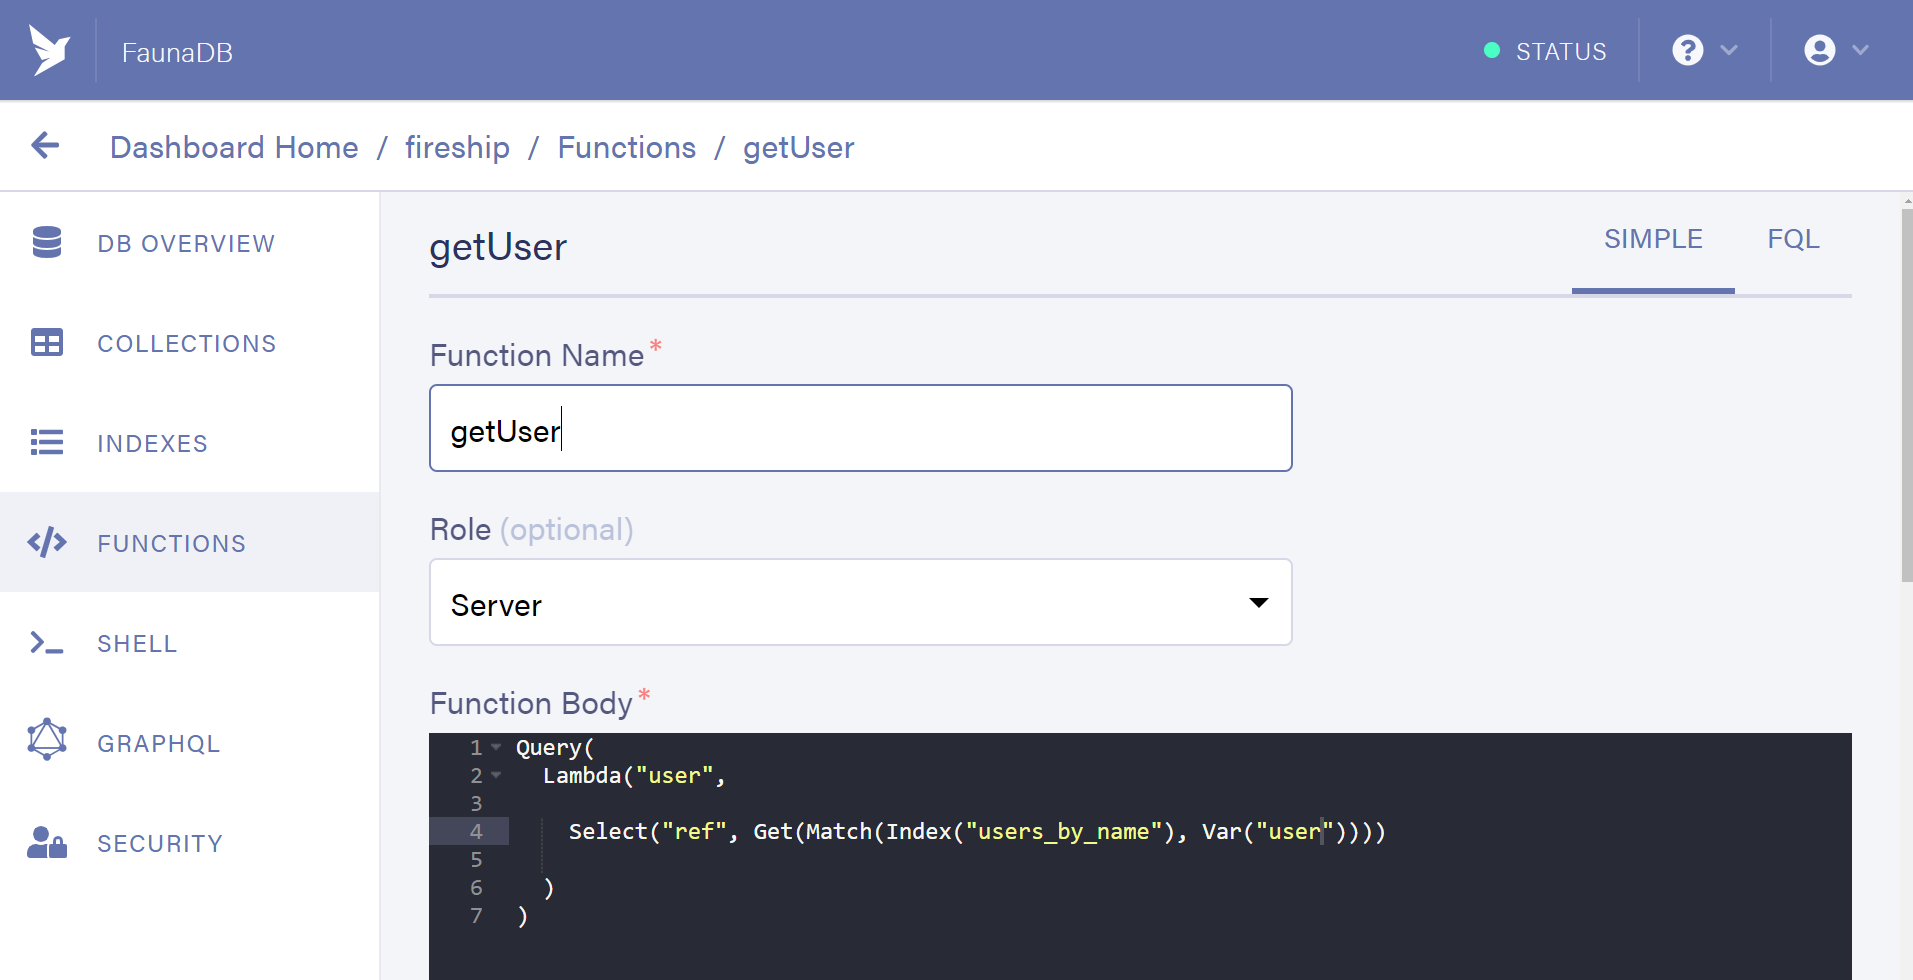 FaunaDB
STATUS
Dashboard Home / fireship / Functions / getUser
DB OVERVIEW
COLLECTIONS
INDEXES
FUNCTIONS
SHELL
GRAPHQL
SECURITY
getUser
SIMPLE FQL
Function Name*
getUser
Role (optional)
Server
Function Body*
1 Query(
2 Lambda("user",
3
4 Select("ref", Get(Match(Index("users_by_name"), Var("user"))))
5
6 )
7 )